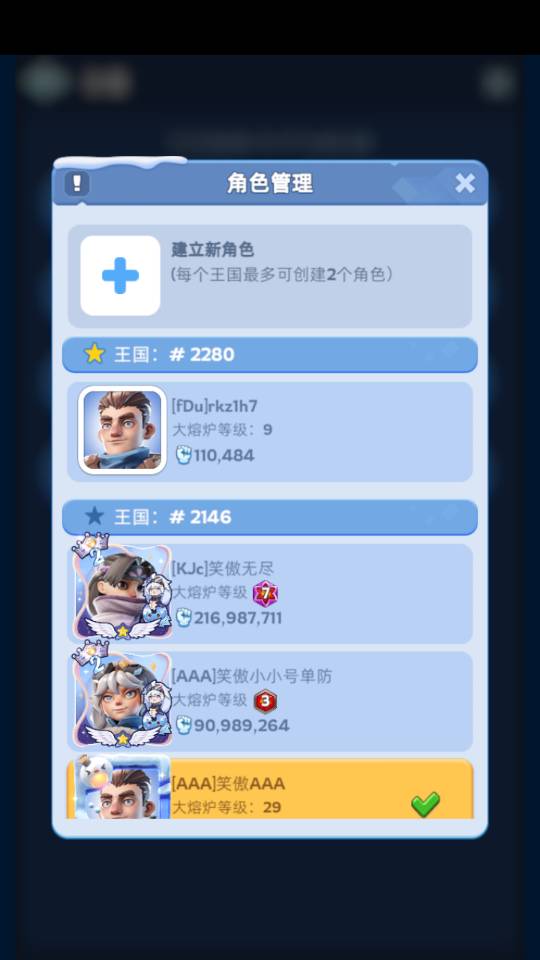 角色管理
建立新角色
(每个王国最多可创建2个角色)
王国: # 2280
[fDu]rkz1h7
大熔炉等级: 9
110,484
王国: # 2146
[KJc]笑傲无尽
大熔炉等级 7
216,987,711
[AAA]笑傲小小号单防
大熔炉等级 3
90,989,264
[AAA]笑傲AAA
大熔炉等级: 29